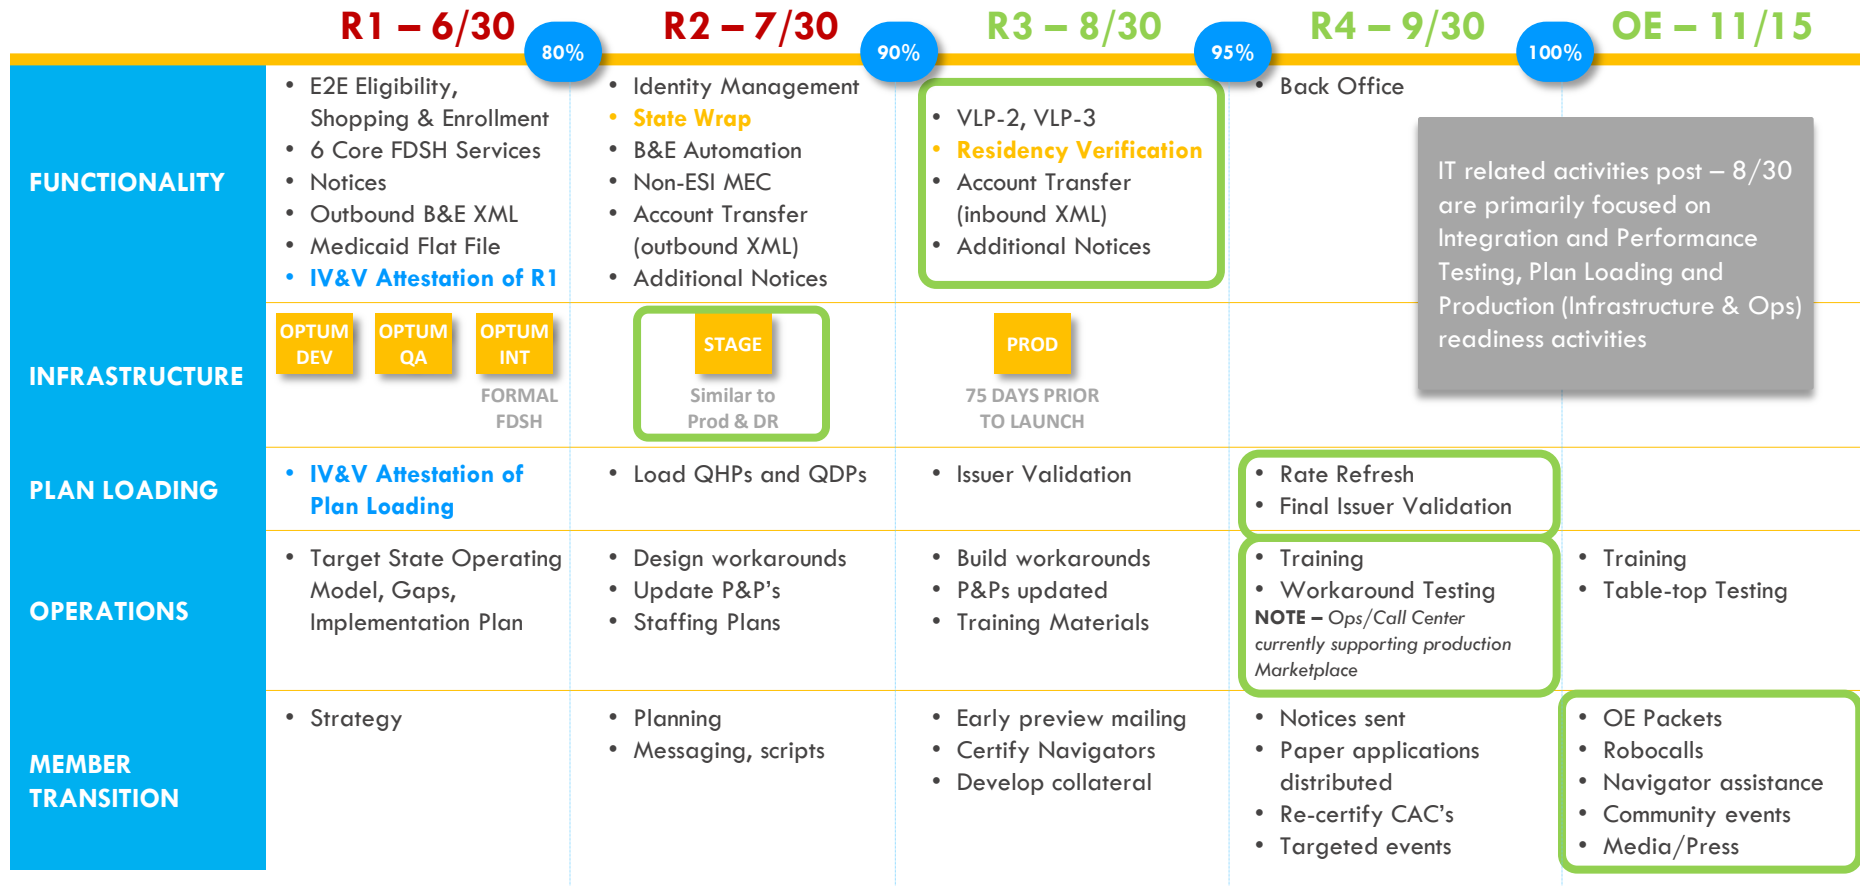 R1 – 6/30
R2 – 7/30
R3 – 8/30
R4 – 9/30
OE – 11/15
80%
90%
95%
100%
FUNCTIONALITY
• E2E Eligibility,
Shopping & Enrollment
• 6 Core FDSH Services
• Notices
• Outbound B&E XML
• Medicaid Flat File
• IV&V Attestation of R1
• Identity Management
• State Wrap
• B&E Automation
• Non-ESI MEC
• Account Transfer
(outbound XML)
• Additional Notices
• VLP-2, VLP-3
• Residency Verification
• Account Transfer
(inbound XML)
• Additional Notices
• Back Office
IT related activities post – 8/30
are primarily focused on
Integration and Performance
Testing, Plan Loading and
Production (Infrastructure & Ops)
readiness activities
INFRASTRUCTURE
OPTUM
DEV
OPTUM
QA
OPTUM
INT
FORMAL
FDSH
STAGE
Similar to
Prod & DR
PROD
75 DAYS PRIOR
TO LAUNCH
PLAN LOADING
• IV&V Attestation of
Plan Loading
• Load QHPs and QDPs
• Issuer Validation
• Rate Refresh
• Final Issuer Validation
OPERATIONS
• Target State Operating
Model, Gaps,
Implementation Plan
• Design workarounds
• Update P&P's
• Staffing Plans
• Build workarounds
• P&Ps updated
• Training Materials
• Training
• Workaround Testing
NOTE – Ops/Call Center
currently supporting production
Marketplace
• Training
• Table-top Testing
MEMBER
TRANSITION
• Strategy
• Planning
• Messaging, scripts
• Early preview mailing
• Certify Navigators
• Develop collateral
• Notices sent
• Paper applications
distributed
• Re-certify CAC's
• Targeted events
• OE Packets
• Robocalls
• Navigator assistance
• Community events
• Media/Press